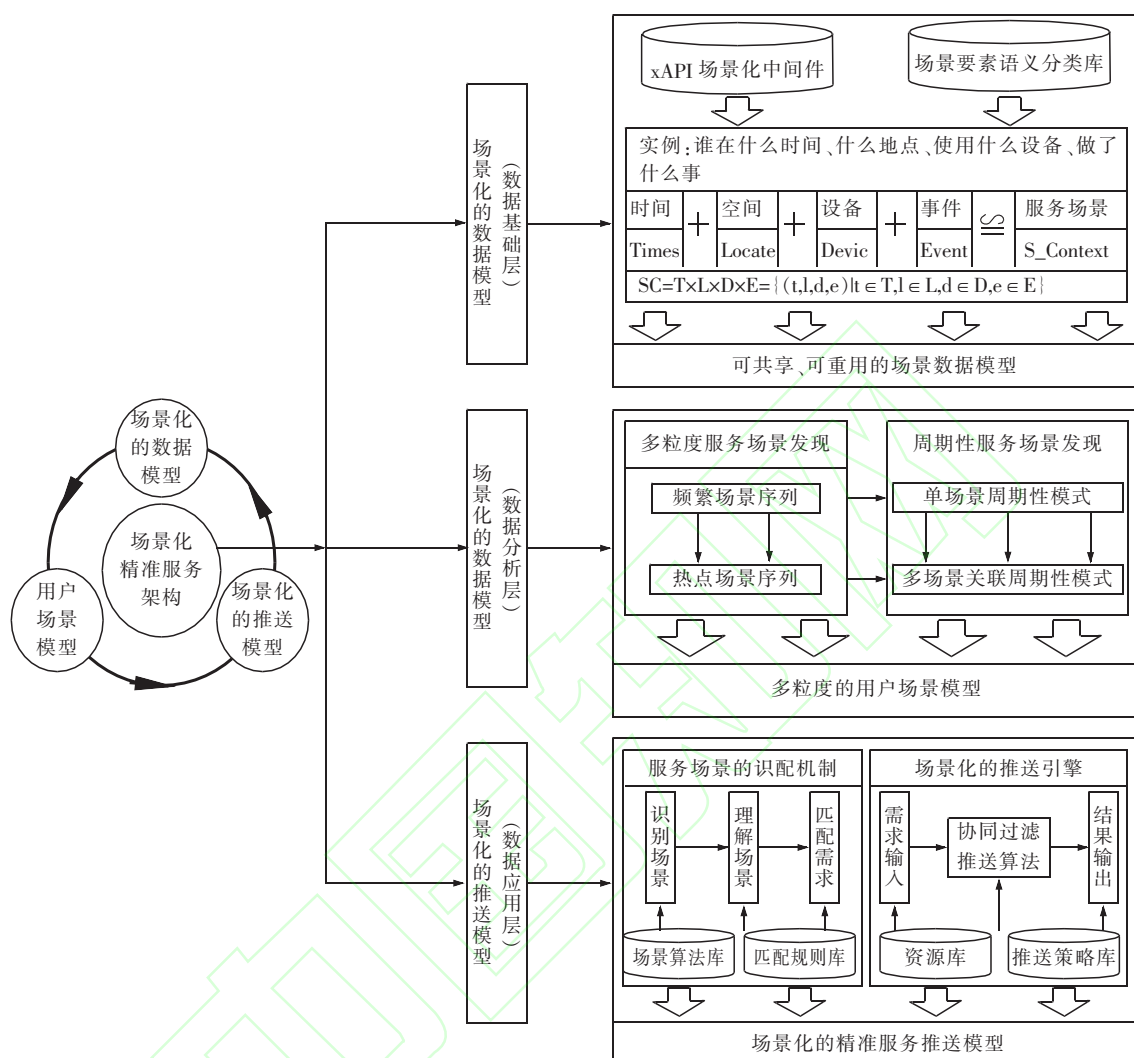 场景化
的数据
模型
场景化
精准服务
架构
用户
场景
模型
场景化
的推送
模型
场景化的数据模型
（数据基础层）
xAPI 场景化中间件
场景要素语义分类库
实例:谁在什么时间、什么地点、使用什么设备、做了
什么事
时间 + 空间 + 设备 + 事件 ≌ 服务场景
Times Locate Devic Event S_Context
SC=T×L×D×E={(t,l,d,e)|t∈T,l∈L,d∈D,e∈E}
可共享、可重用的场景数据模型
场景化的数据模型
（数据分析层）
多粒度服务场景发现
周期性服务场景发现
频繁场景序列
单场景周期性模式
热点场景序列
多场景关联周期性模式
多粒度的用户场景模型
场景化的推送模型
（数据应用层）
服务场景的识配机制
场景化的推送引擎
识别场景
理解场景
匹配需求
需求输入
协同过滤
推送算法
结果输出
场景算法库
匹配规则库
资源库
推送策略库
场景化的精准服务推送模型